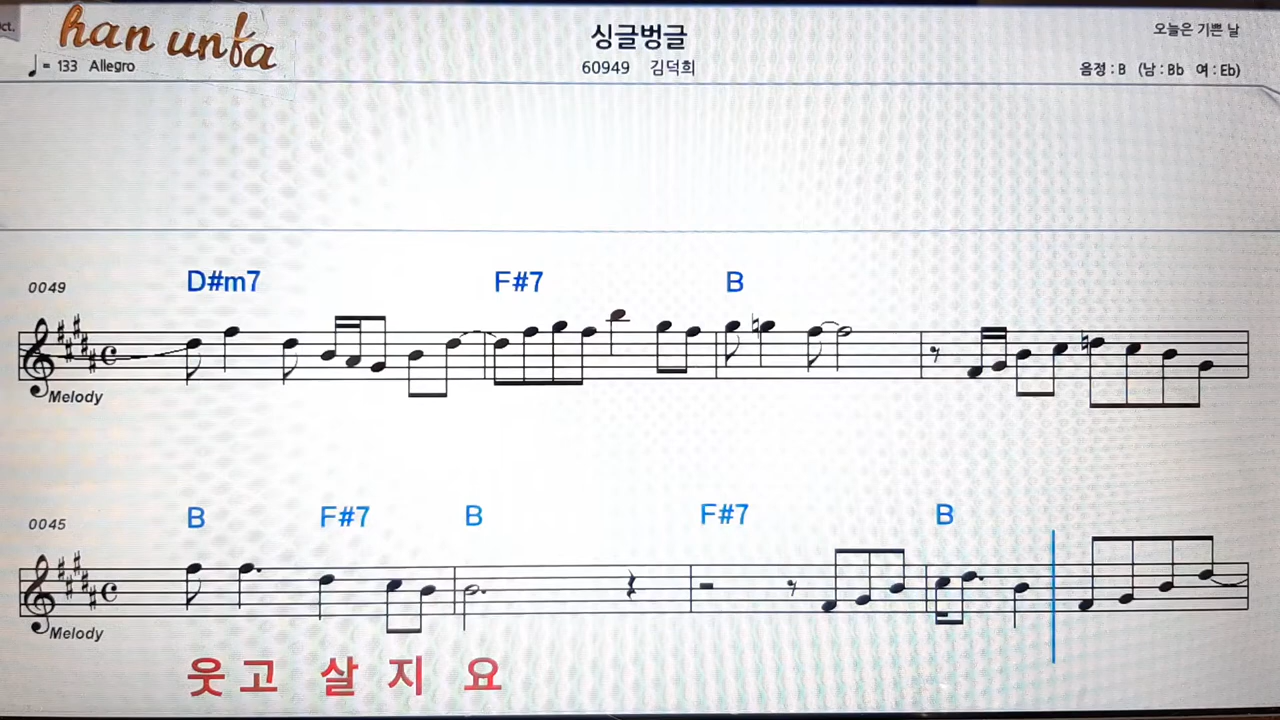 ct.
han unfa
싱글벙글
오늘은 기쁜 날
♩ = 133 Allegro
60949 김덕희
음정 : B (남 : Bb 여 : Eb)
0049
D#m7 F#7 B
Melody
0045
B F#7 B F#7 B
Melody
웃고 살지요